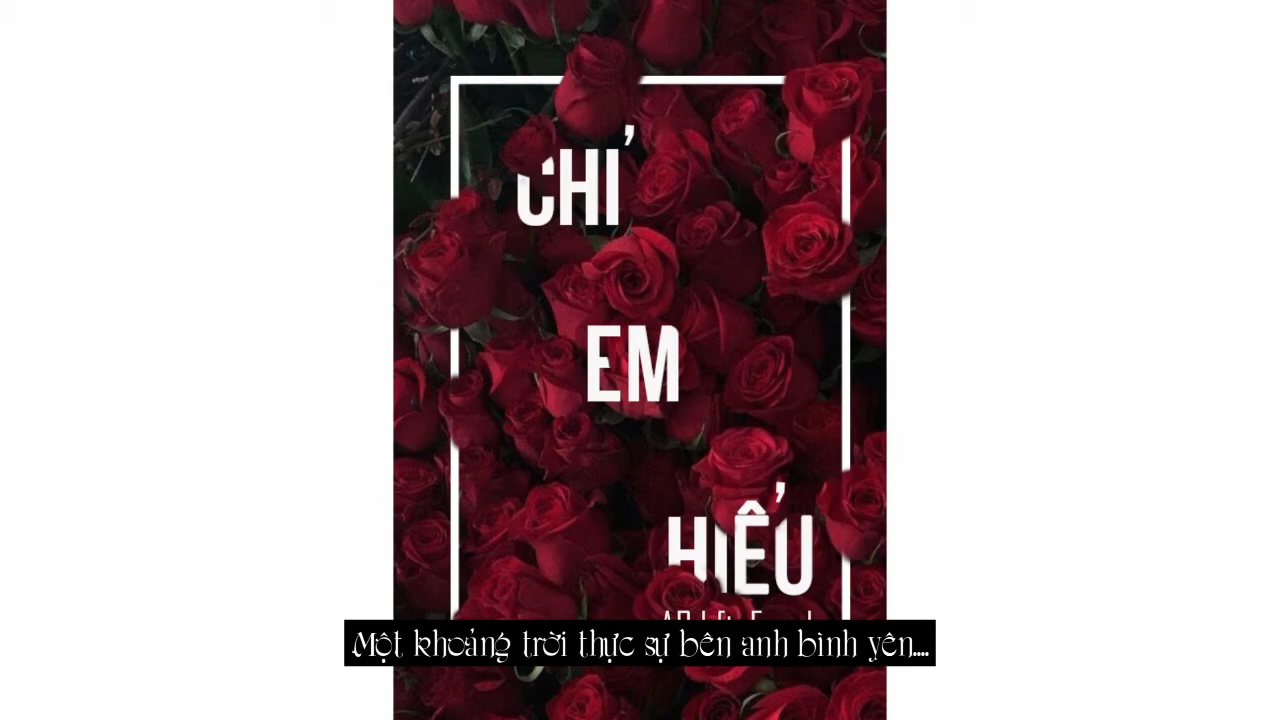 CHỈ
EM
HIỂU
Một khoảng trời thực sự bên anh bình yên....